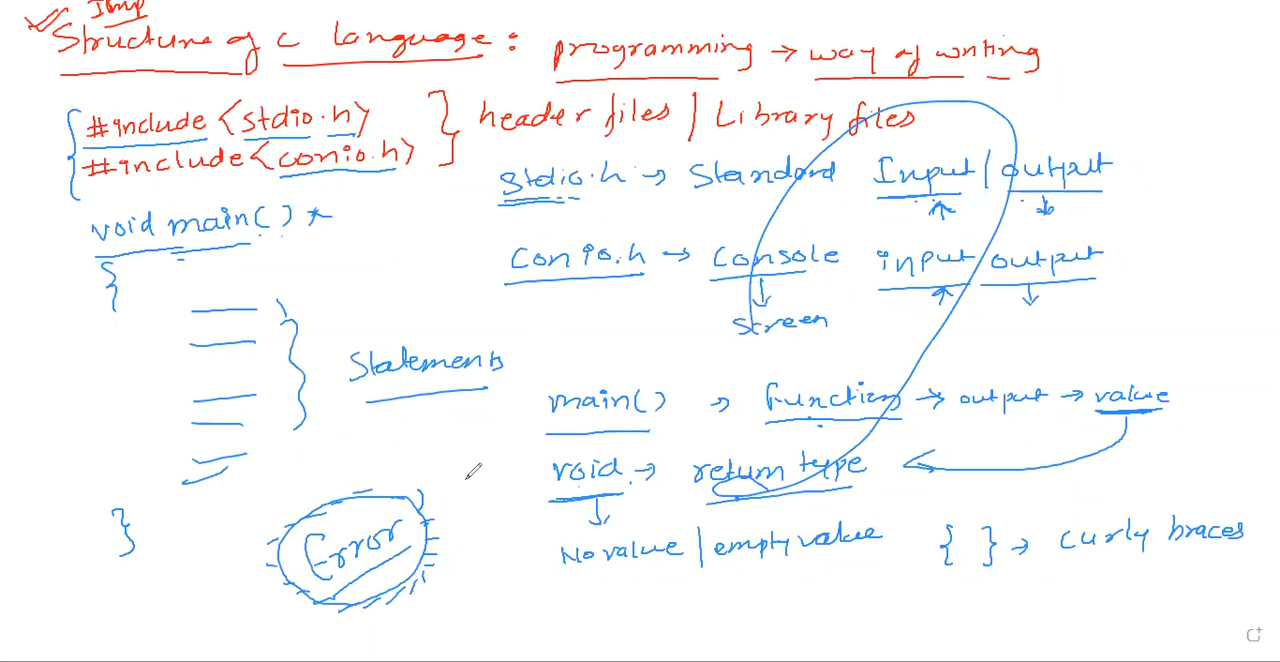 Imp
Structure of c language: programming → way of writing
#include <stdio.h>
#include<conio.h>
} header files / Library files
stdio.h → Standard Input/output
void main() *
conio.h → console input output
screen
{
Statements
main() → function → output → value
void → return type
}
Error
No value / empty value
{ } → curly braces